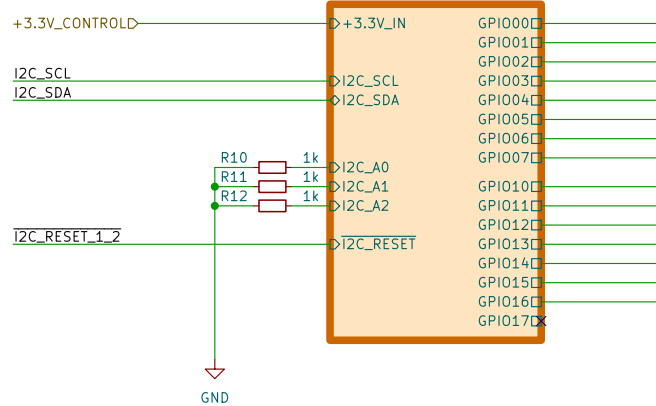 +3.3V_CONTROL
+3.3V_IN
GPIO00
GPIO01
GPIO02
I2C_SCL
I2C_SCL
GPIO03
I2C_SDA
I2C_SDA
GPIO04
GPIO05
GPIO06
R10
1k
I2C_A0
GPIO07
R11
1k
I2C_A1
GPIO10
R12
1k
I2C_A2
GPIO11
GPIO12
I2C_RESET_1_2
I2C_RESET
GPIO13
GPIO14
GPIO15
GPIO16
GPIO17
GND